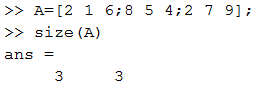 >> A=[2 1 6;8 5 4;2 7 9];
>> size(A)
ans =
3 3